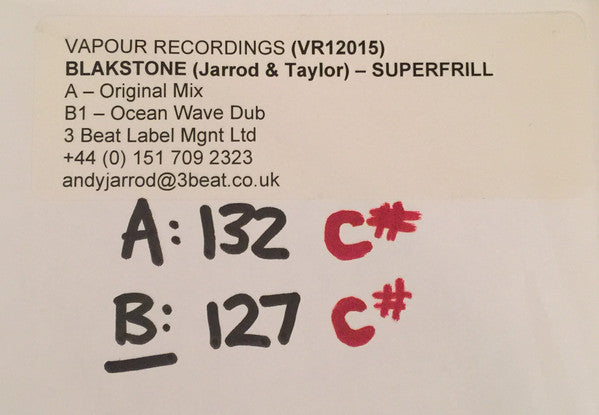 VAPOUR RECORDINGS (VR12015)
BLAKSTONE (Jarrod & Taylor) – SUPERFRILL
A – Original Mix
B1 – Ocean Wave Dub
3 Beat Label Mgnt Ltd
+44 (0) 151 709 2323
andyjarrod@3beat.co.uk
A: 132 C#
B: 127 C#